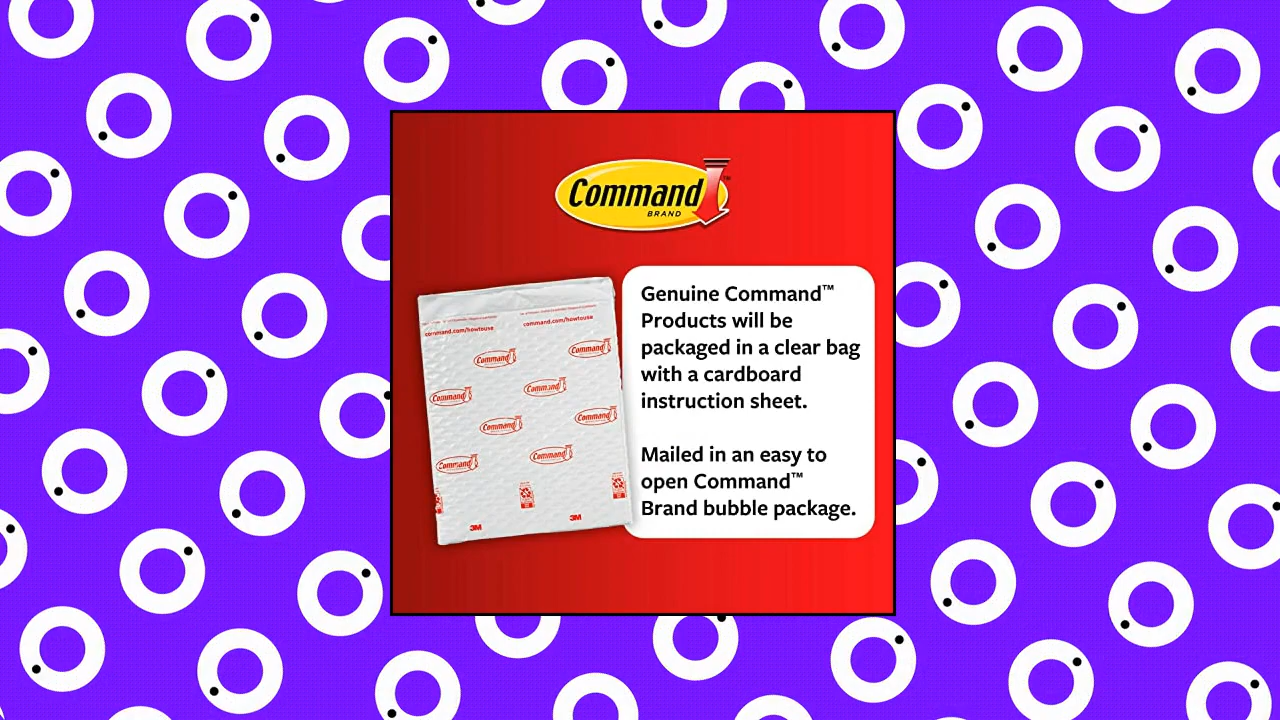 Command™
BRAND
Genuine Command™
Products will be
packaged in a clear bag
with a cardboard
instruction sheet.
Mailed in an easy to
open Command™
Brand bubble package.
command.com/howtouse
command.com/howtouse
Command
Command
Command
Command
Command
Command
Command
Command
3M
3M